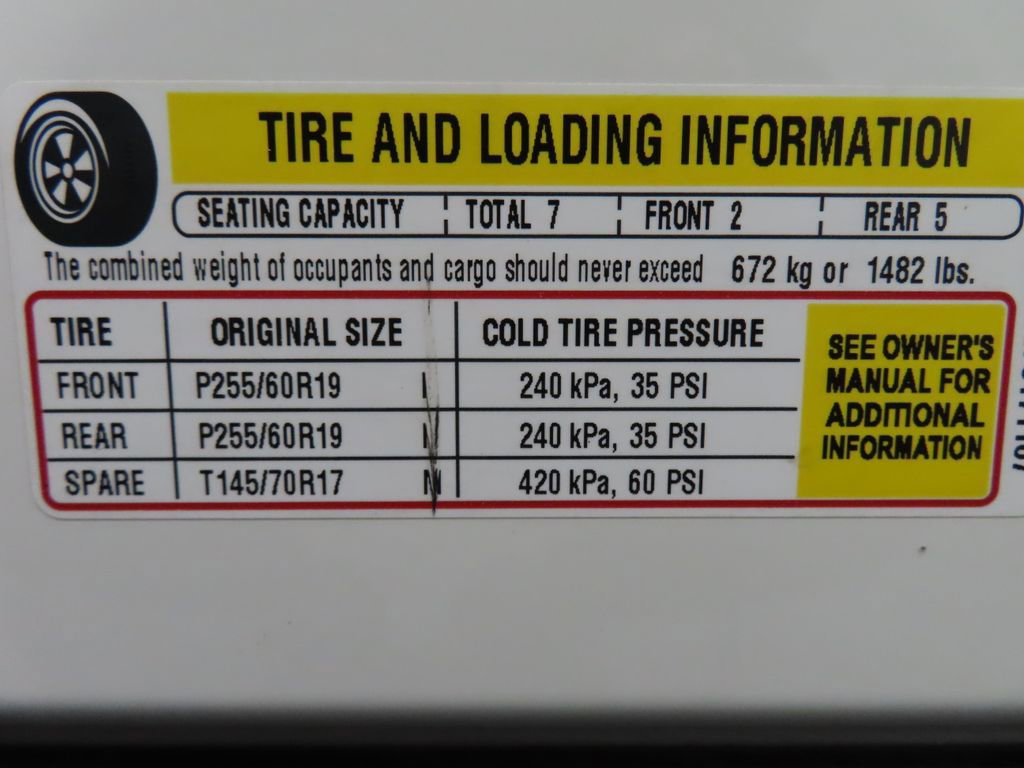 TIRE AND LOADING INFORMATION
SEATING CAPACITY TOTAL 7 FRONT 2 REAR 5
The combined weight of occupants and cargo should never exceed 672 kg or 1482 lbs.
TIRE ORIGINAL SIZE COLD TIRE PRESSURE
FRONT P255/60R19 240 kPa, 35 PSI
REAR P255/60R19 240 kPa, 35 PSI
SPARE T145/70R17 420 kPa, 60 PSI
SEE OWNER'S
MANUAL FOR
ADDITIONAL
INFORMATION